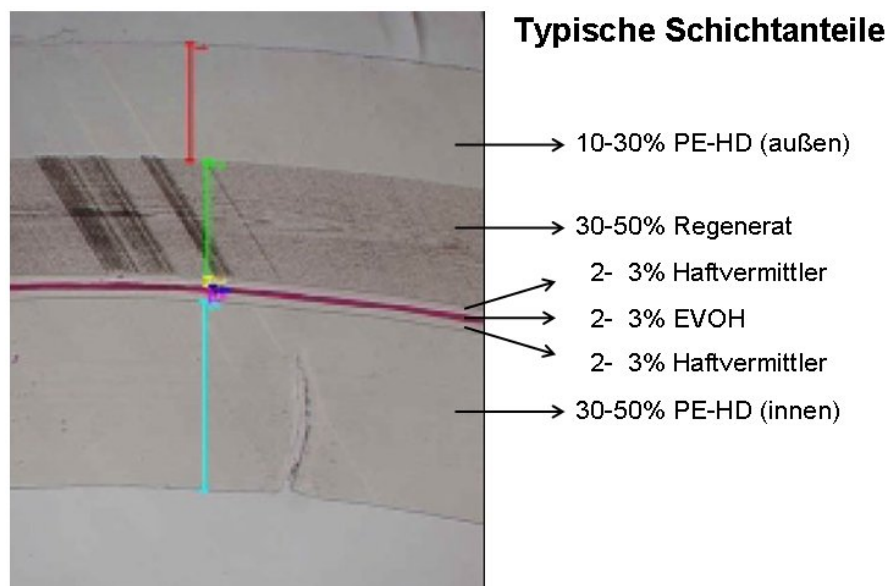 Typische Schichtanteile
10-30% PE-HD (außen)
30-50% Regenerat
2- 3% Haftvermittler
2- 3% EVOH
2- 3% Haftvermittler
30-50% PE-HD (innen)